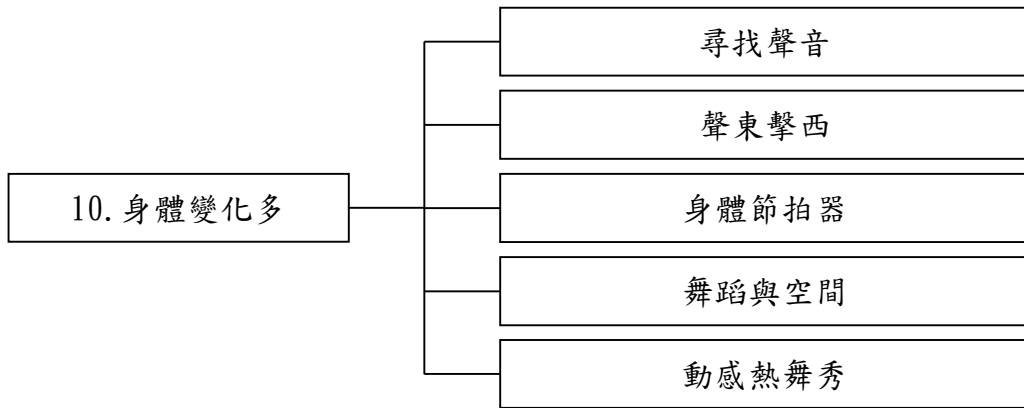 尋找聲音
聲東擊西
10.身體變化多
身體節拍器
舞蹈與空間
動感熱舞秀